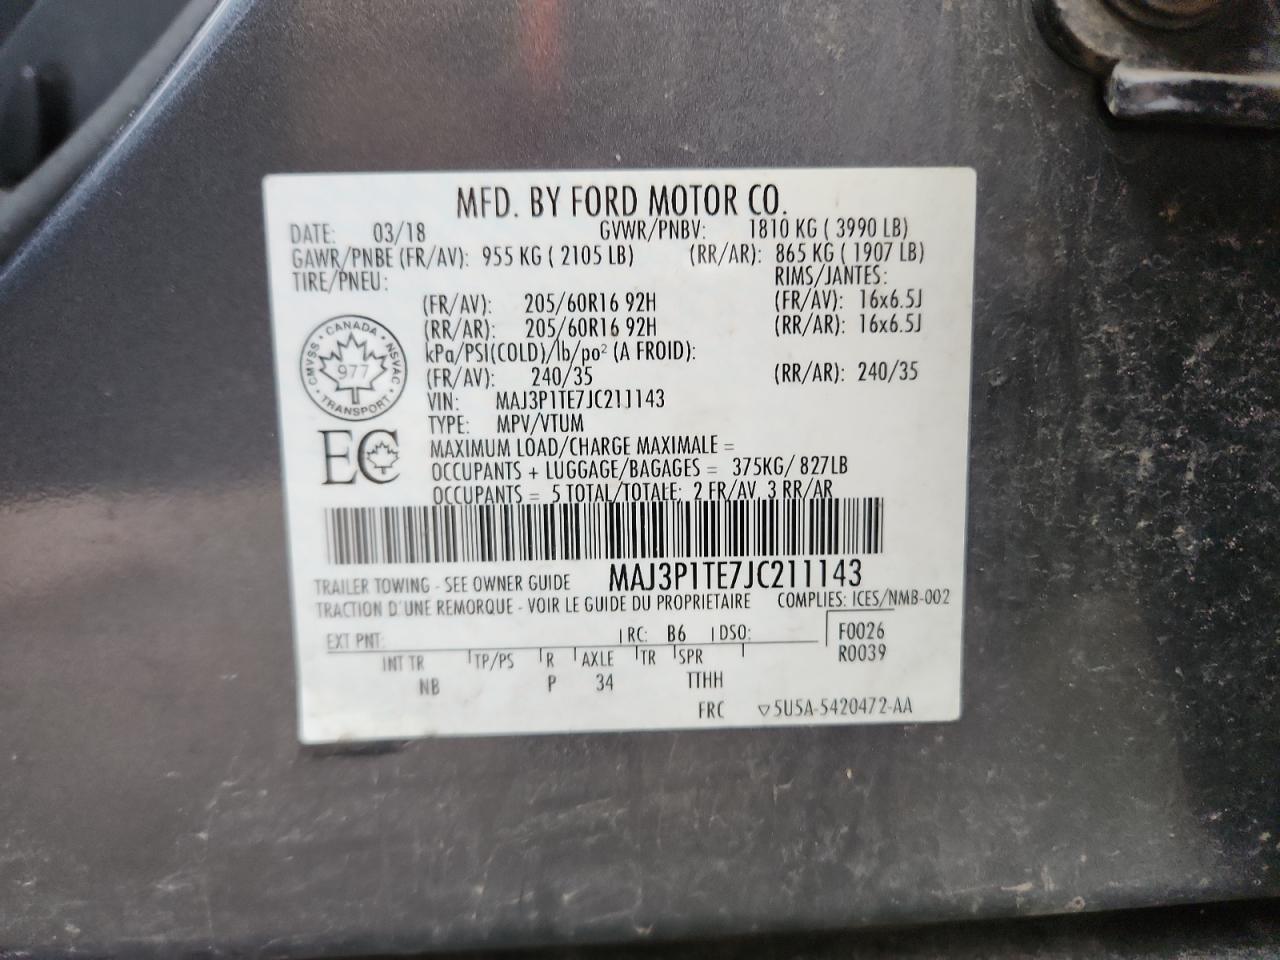 MFD. BY FORD MOTOR CO.
DATE: 03/18 GVWR/PNBV: 1810 KG ( 3990 LB)
GAWR/PNBE (FR/AV): 955 KG ( 2105 LB) (RR/AR): 865 KG ( 1907 LB)
TIRE/PNEU: RIMS/JANTES:
(FR/AV): 205/60R16 92H (FR/AV): 16x6.5J
(RR/AR): 205/60R16 92H (RR/AR): 16x6.5J
kPa/PSI(COLD)/lb/po² (A FROID):
(FR/AV): 240/35 (RR/AR): 240/35
VIN: MAJ3P1TE7JC211143
TYPE: MPV/VTUM
CMVSS · CANADA · NSVAC · TRANSPORT ·
977
EC
MAXIMUM LOAD/CHARGE MAXIMALE =
OCCUPANTS + LUGGAGE/BAGAGES = 375KG/ 827LB
OCCUPANTS = 5 TOTAL/TOTALE: 2 FR/AV 3 RR/AR
TRAILER TOWING - SEE OWNER GUIDE MAJ3P1TE7JC211143
TRACTION D'UNE REMORQUE - VOIR LE GUIDE DU PROPRIETAIRE COMPLIES: ICES/NMB-002
EXT PNT: RC: B6 DSO: F0026
INT TR TP/PS R AXLE TR SPR R0039
NB P 34 TTHH
FRC ▽5U5A-5420472-AA